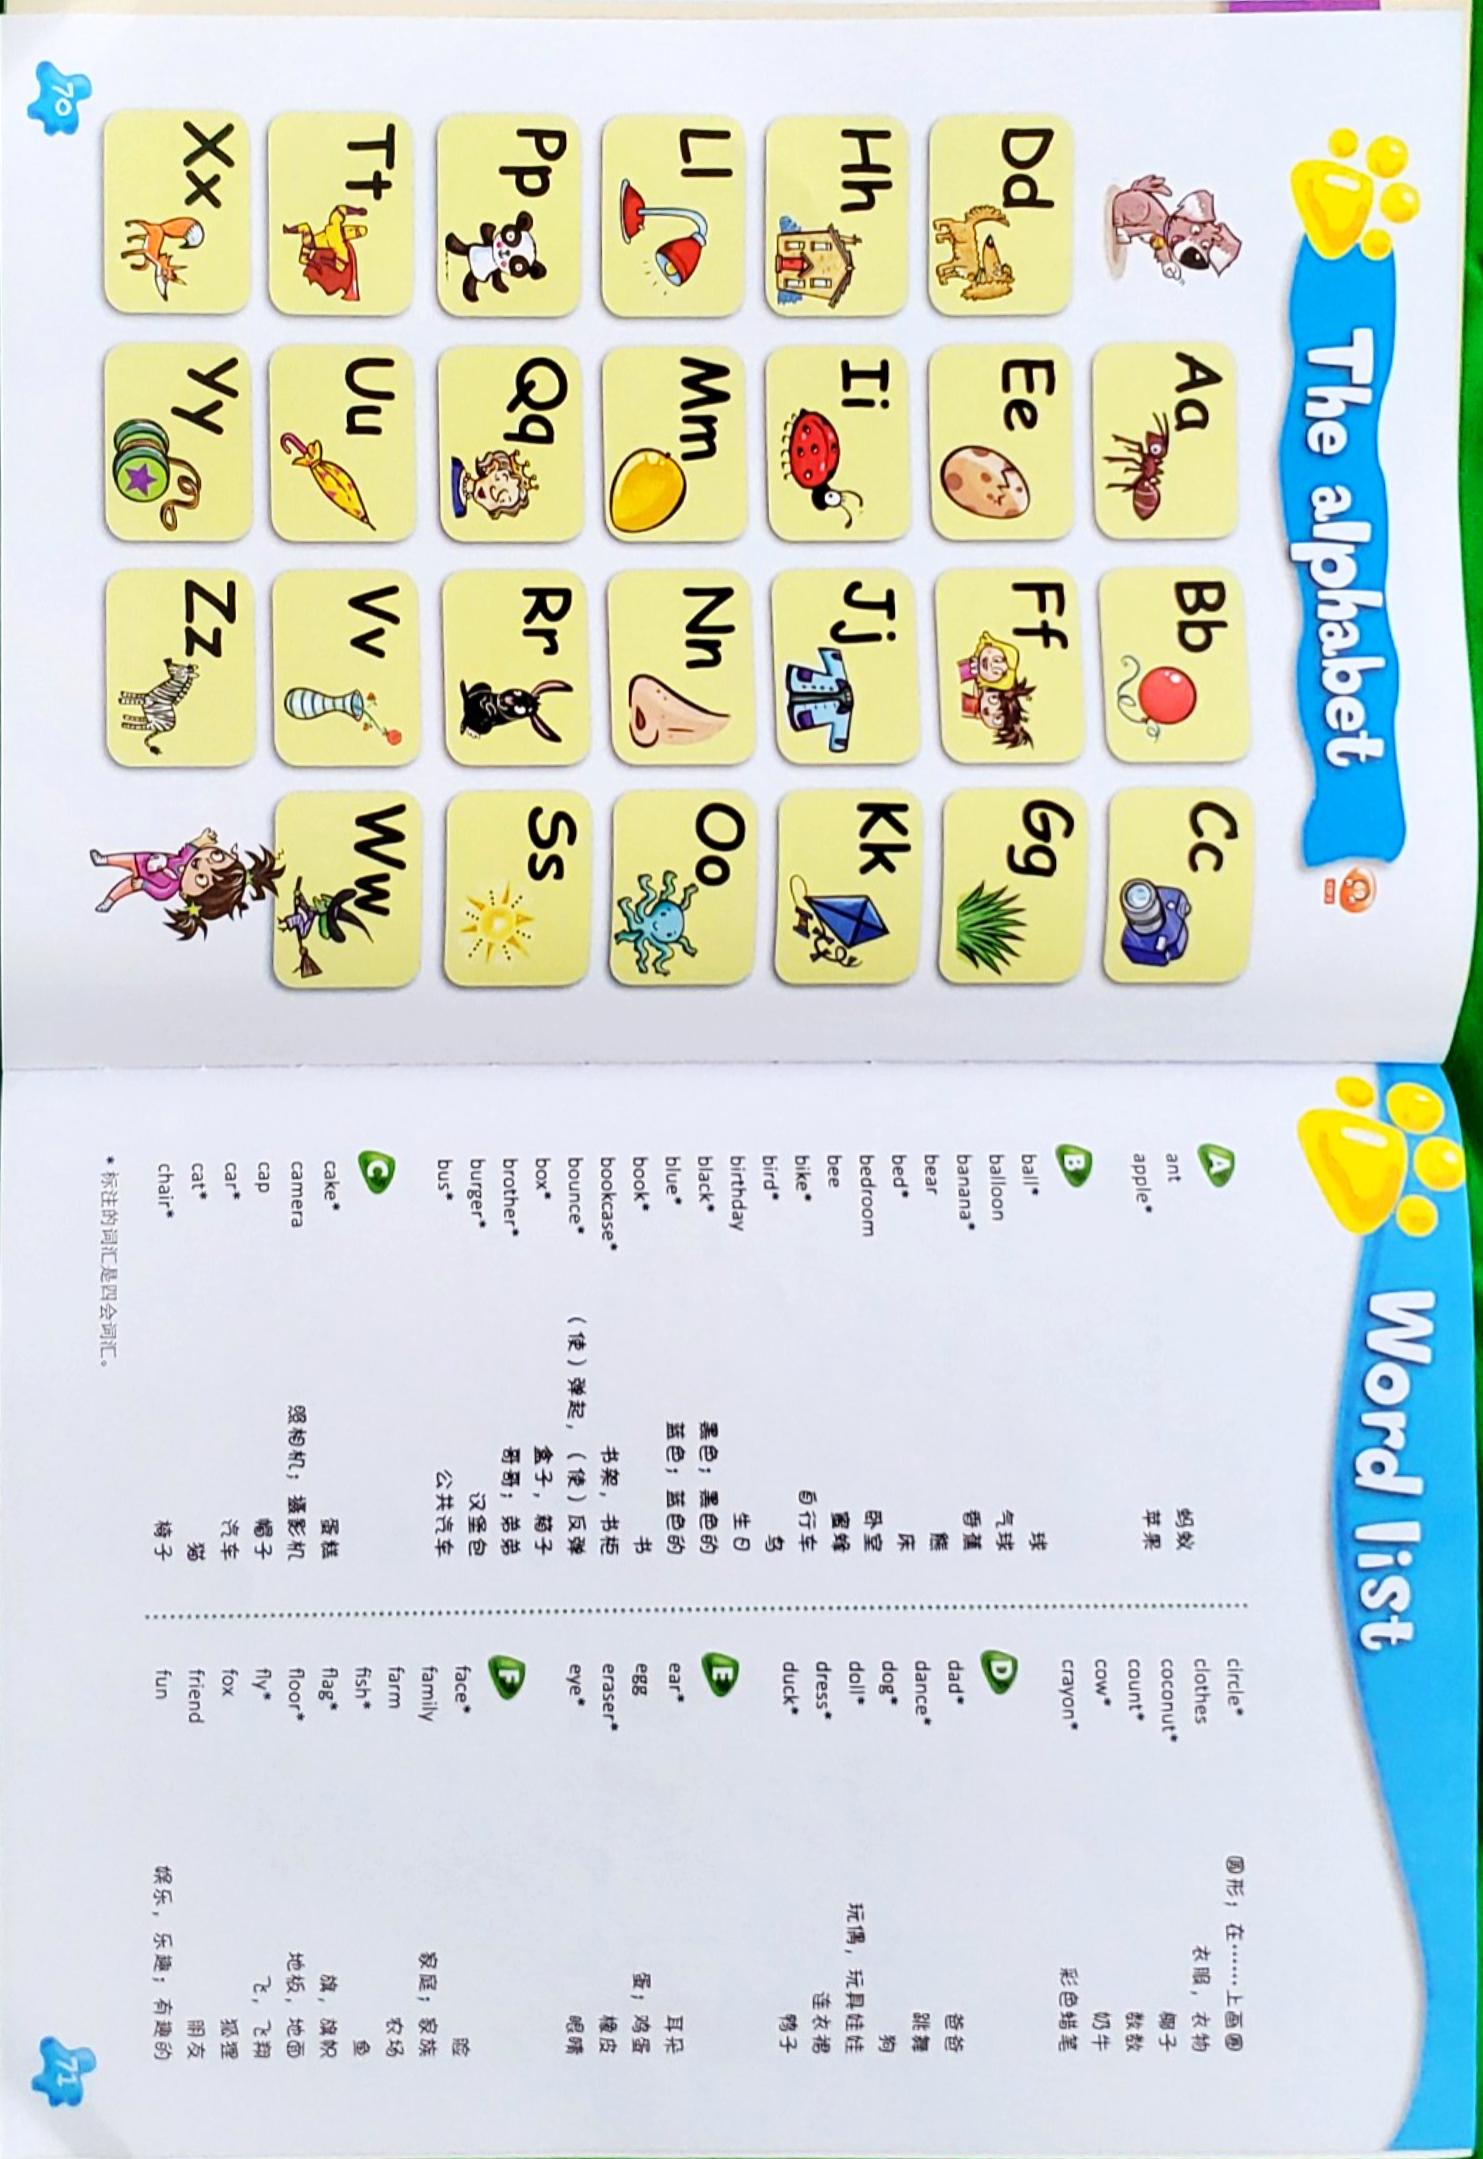 The alphabet
Aa Bb Cc
Dd Ee Ff Gg
Hh Ii Jj Kk
Ll Mm Nn Oo
Pp Qq Rr Ss
Tt Uu Vv Ww
Xx Yy Zz
70
Word list
A
ant 蚂蚁
apple* 苹果
B
ball* 球
balloon 气球
banana* 香蕉
bear 熊
bed* 床
bedroom 卧室
bee 蜜蜂
bike* 自行车
bird* 鸟
birthday 生日
black* 黑色；黑色的
blue* 蓝色；蓝色的
book* 书
bookcase* 书架，书柜
bounce* （使）弹起，（使）反弹
box* 盒子，箱子
brother* 哥哥；弟弟
burger* 汉堡包
bus* 公共汽车
C
cake* 蛋糕
camera 照相机；摄影机
cap 帽子
car* 汽车
cat* 猫
chair* 椅子
circle* 圆形；在……上画圈
clothes 衣服，衣物
coconut* 椰子
count* 数数
cow* 奶牛
crayon* 彩色蜡笔
D
dad* 爸爸
dance* 跳舞
dog* 狗
doll* 玩偶，玩具娃娃
dress* 连衣裙
duck* 鸭子
E
ear* 耳朵
egg 蛋；鸡蛋
eraser* 橡皮
eye* 眼睛
F
face* 脸
family 家庭；家族
farm 农场
fish* 鱼
flag* 旗，旗帜
floor* 地板，地面
fly* 飞，飞翔
fox 狐狸
friend 朋友
fun 娱乐，乐趣；有趣的
* 标注的词汇是四会词汇。
71